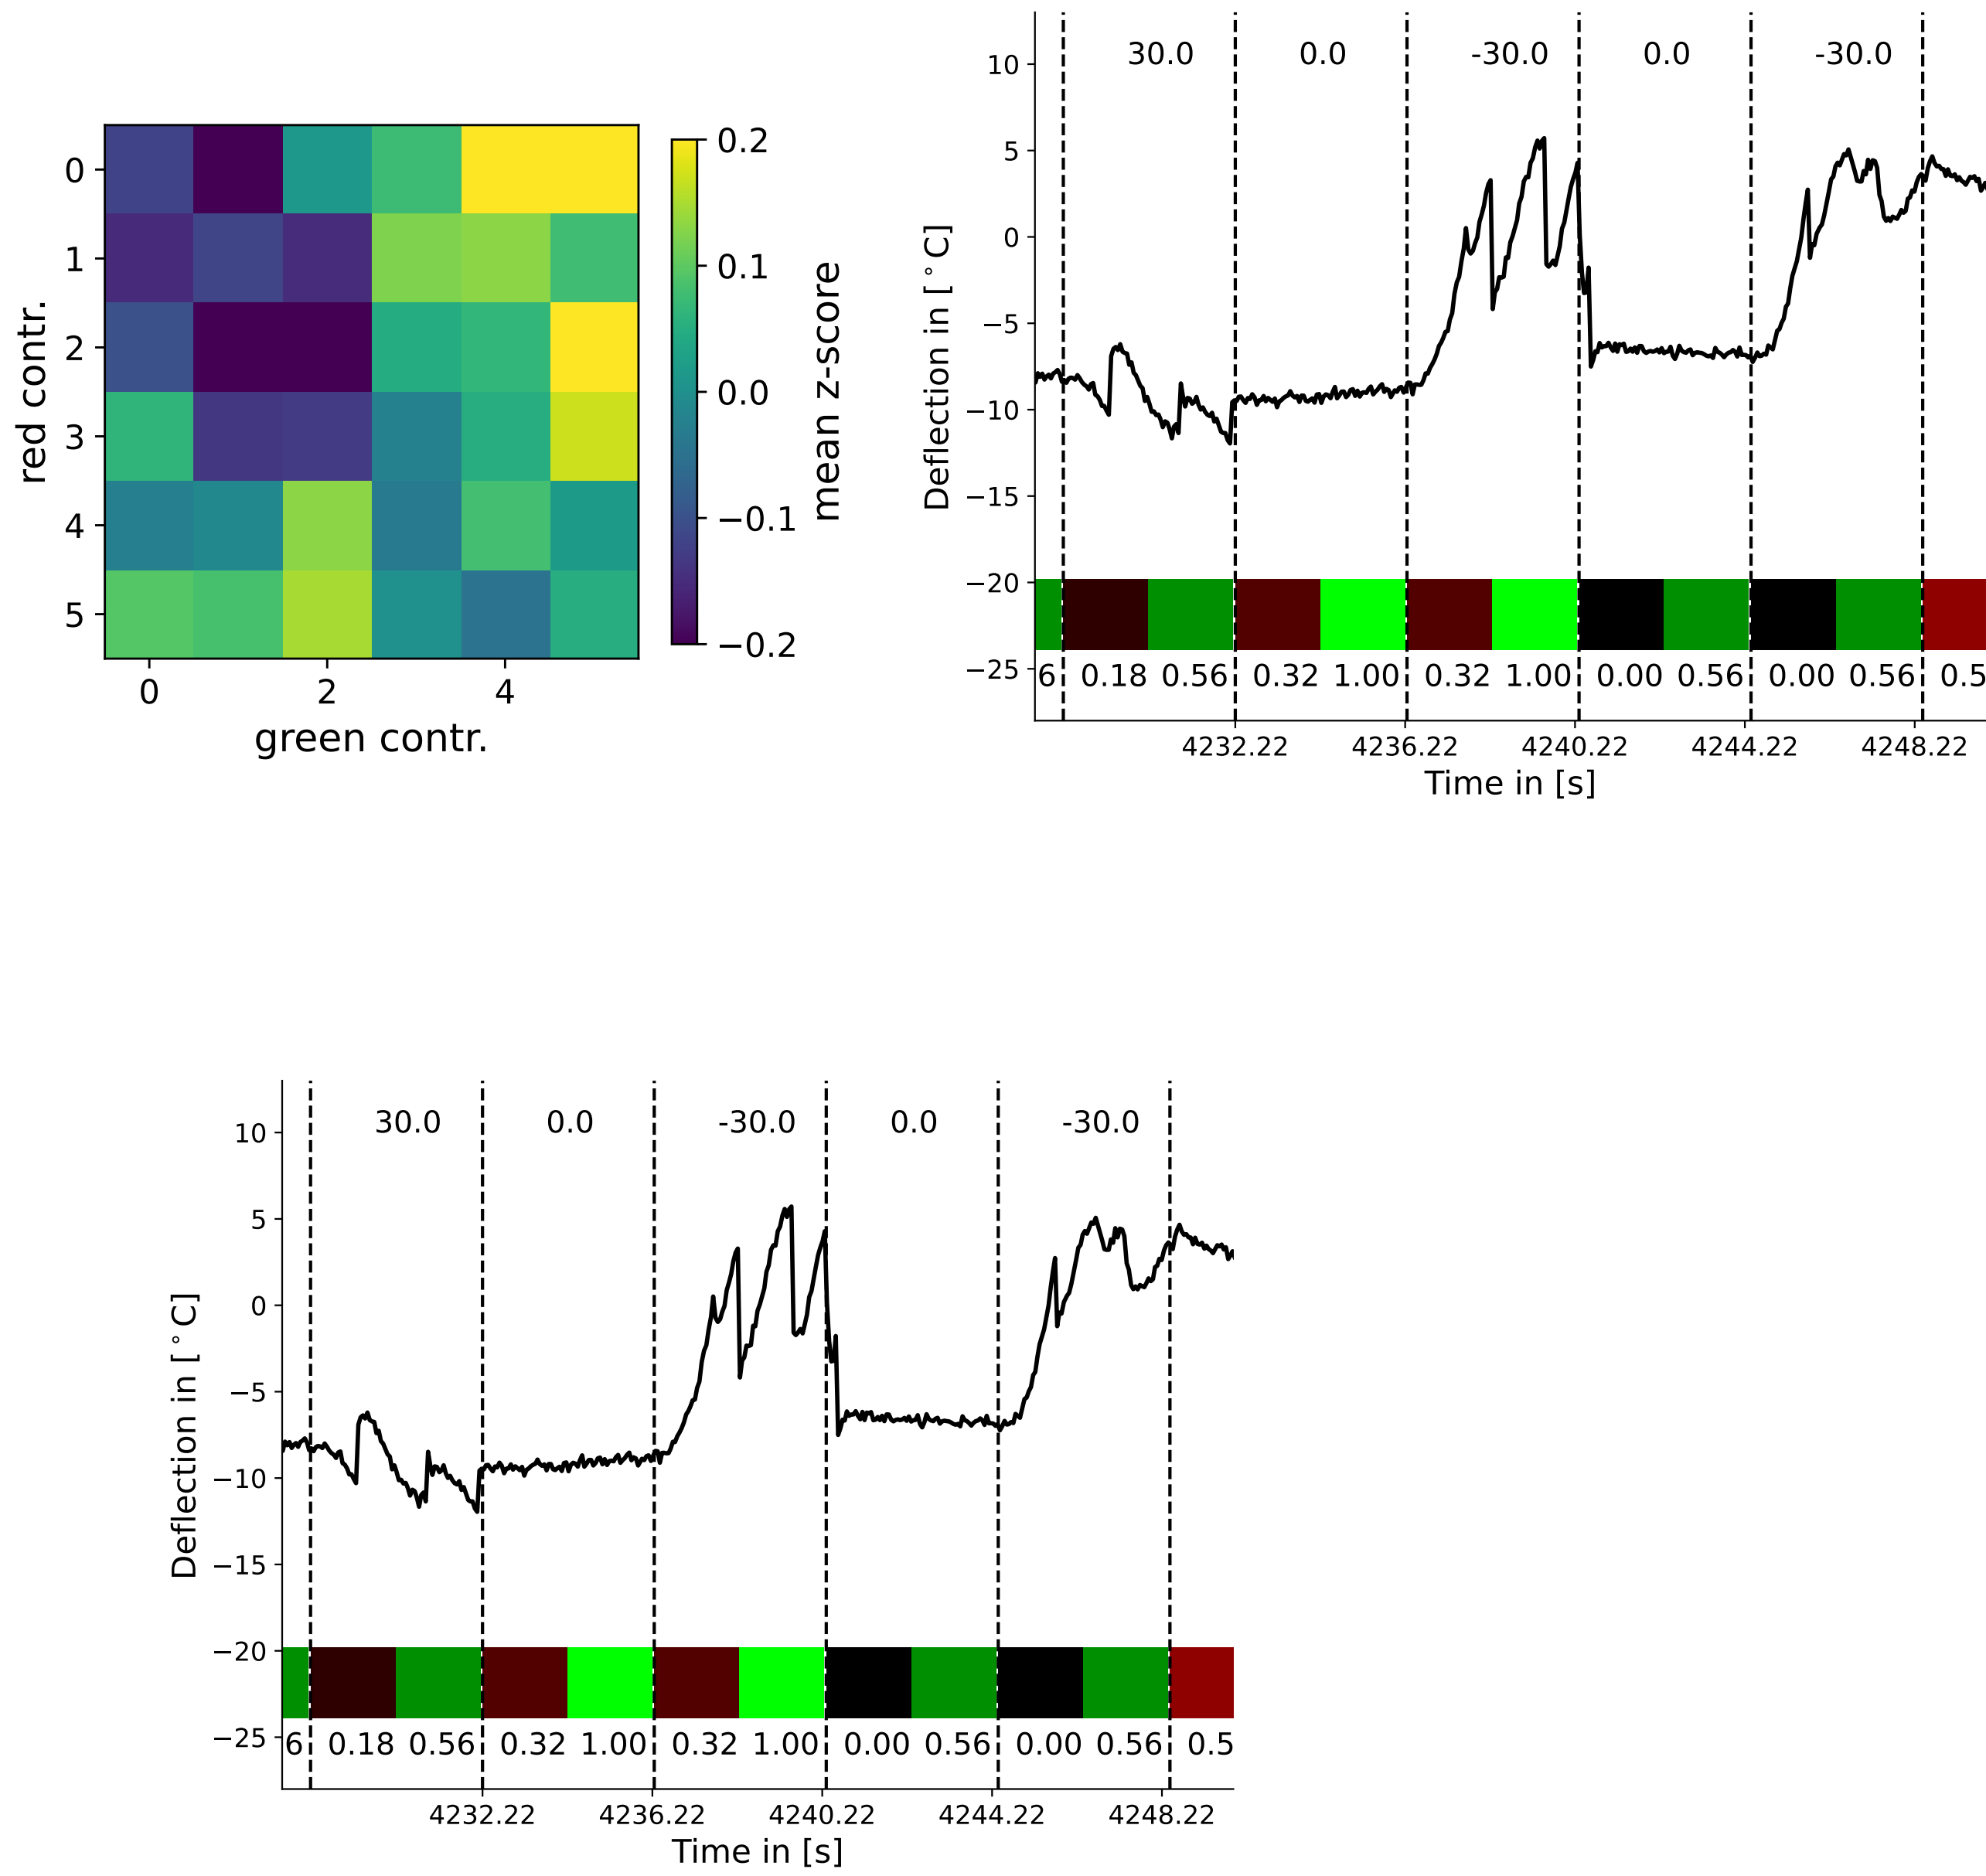 0
1
2
3
4
5
red contr.
0 2 4
green contr.
0.2
0.1
0.0
−0.1
−0.2
mean z-score
30.0 0.0 -30.0 0.0 -30.0
10
5
0
−5
−10
−15
−20
−25
Deflection in [°C]
6 0.18 0.56 0.32 1.00 0.32 1.00 0.00 0.56 0.00 0.56 0.5
4232.22 4236.22 4240.22 4244.22 4248.22
Time in [s]
30.0 0.0 -30.0 0.0 -30.0
10
5
0
−5
−10
−15
−20
−25
Deflection in [°C]
6 0.18 0.56 0.32 1.00 0.32 1.00 0.00 0.56 0.00 0.56 0.5
4232.22 4236.22 4240.22 4244.22 4248.22
Time in [s]